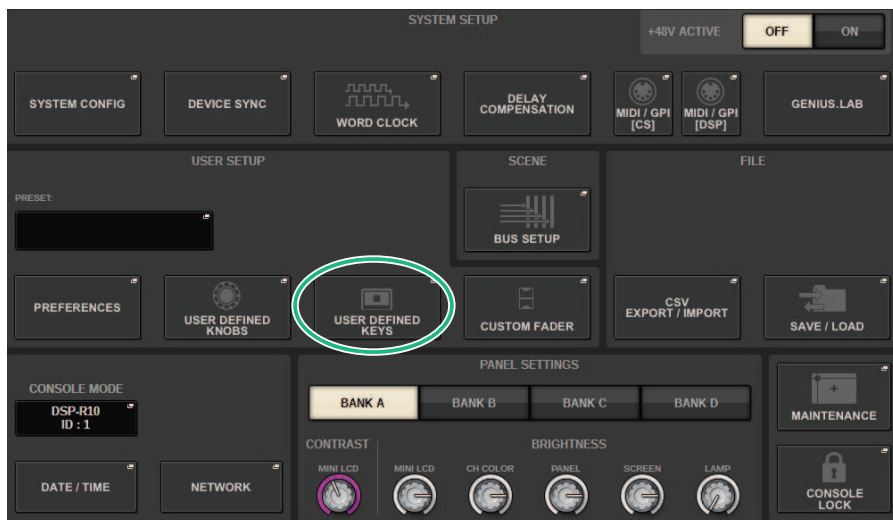 SYSTEM SETUP
+48V ACTIVE
OFF
ON
SYSTEM CONFIG
DEVICE SYNC
WORD CLOCK
DELAY
COMPENSATION
MIDI / GPI
[CS]
MIDI / GPI
[DSP]
GENIUS.LAB
USER SETUP
SCENE
FILE
PRESET:
BUS SETUP
PREFERENCES
USER DEFINED
KNOBS
USER DEFINED
KEYS
CUSTOM FADER
CSV
EXPORT / IMPORT
SAVE / LOAD
PANEL SETTINGS
CONSOLE MODE
DSP-R10
ID : 1
BANK A
BANK B
BANK C
BANK D
MAINTENANCE
CONTRAST
BRIGHTNESS
MINI LCD
MINI LCD
CH COLOR
PANEL
SCREEN
LAMP
DATE / TIME
NETWORK
CONSOLE
LOCK